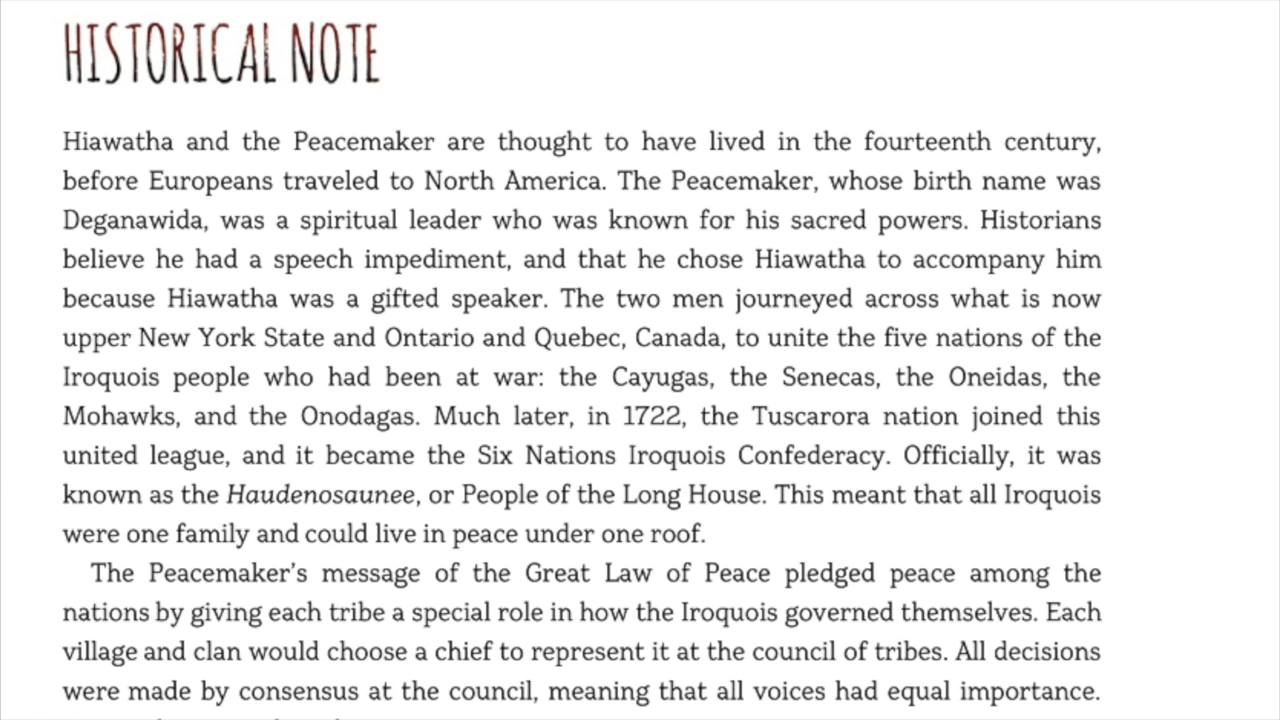 HISTORICAL NOTE
Hiawatha and the Peacemaker are thought to have lived in the fourteenth century,
before Europeans traveled to North America. The Peacemaker, whose birth name was
Deganawida, was a spiritual leader who was known for his sacred powers. Historians
believe he had a speech impediment, and that he chose Hiawatha to accompany him
because Hiawatha was a gifted speaker. The two men journeyed across what is now
upper New York State and Ontario and Quebec, Canada, to unite the five nations of the
Iroquois people who had been at war: the Cayugas, the Senecas, the Oneidas, the
Mohawks, and the Onodagas. Much later, in 1722, the Tuscarora nation joined this
united league, and it became the Six Nations Iroquois Confederacy. Officially, it was
known as the Haudenosaunee, or People of the Long House. This meant that all Iroquois
were one family and could live in peace under one roof.
The Peacemaker’s message of the Great Law of Peace pledged peace among the
nations by giving each tribe a special role in how the Iroquois governed themselves. Each
village and clan would choose a chief to represent it at the council of tribes. All decisions
were made by consensus at the council, meaning that all voices had equal importance.